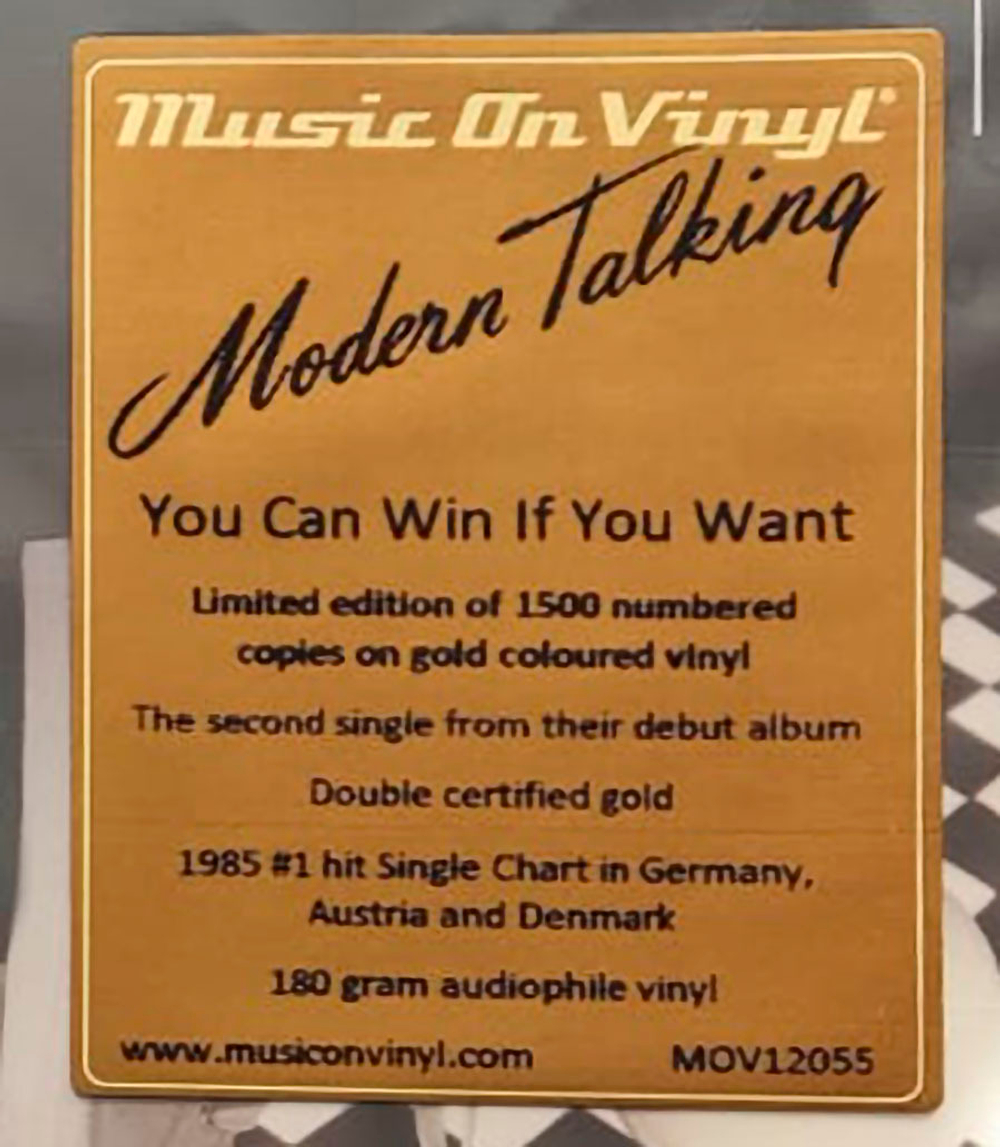 Music On Vinyl
Modern Talking
You Can Win If You Want
Limited edition of 1500 numbered
copies on gold coloured vinyl
The second single from their debut album
Double certified gold
1985 #1 hit Single Chart in Germany,
Austria and Denmark
180 gram audiophile vinyl
www.musiconvinyl.com MOV12055